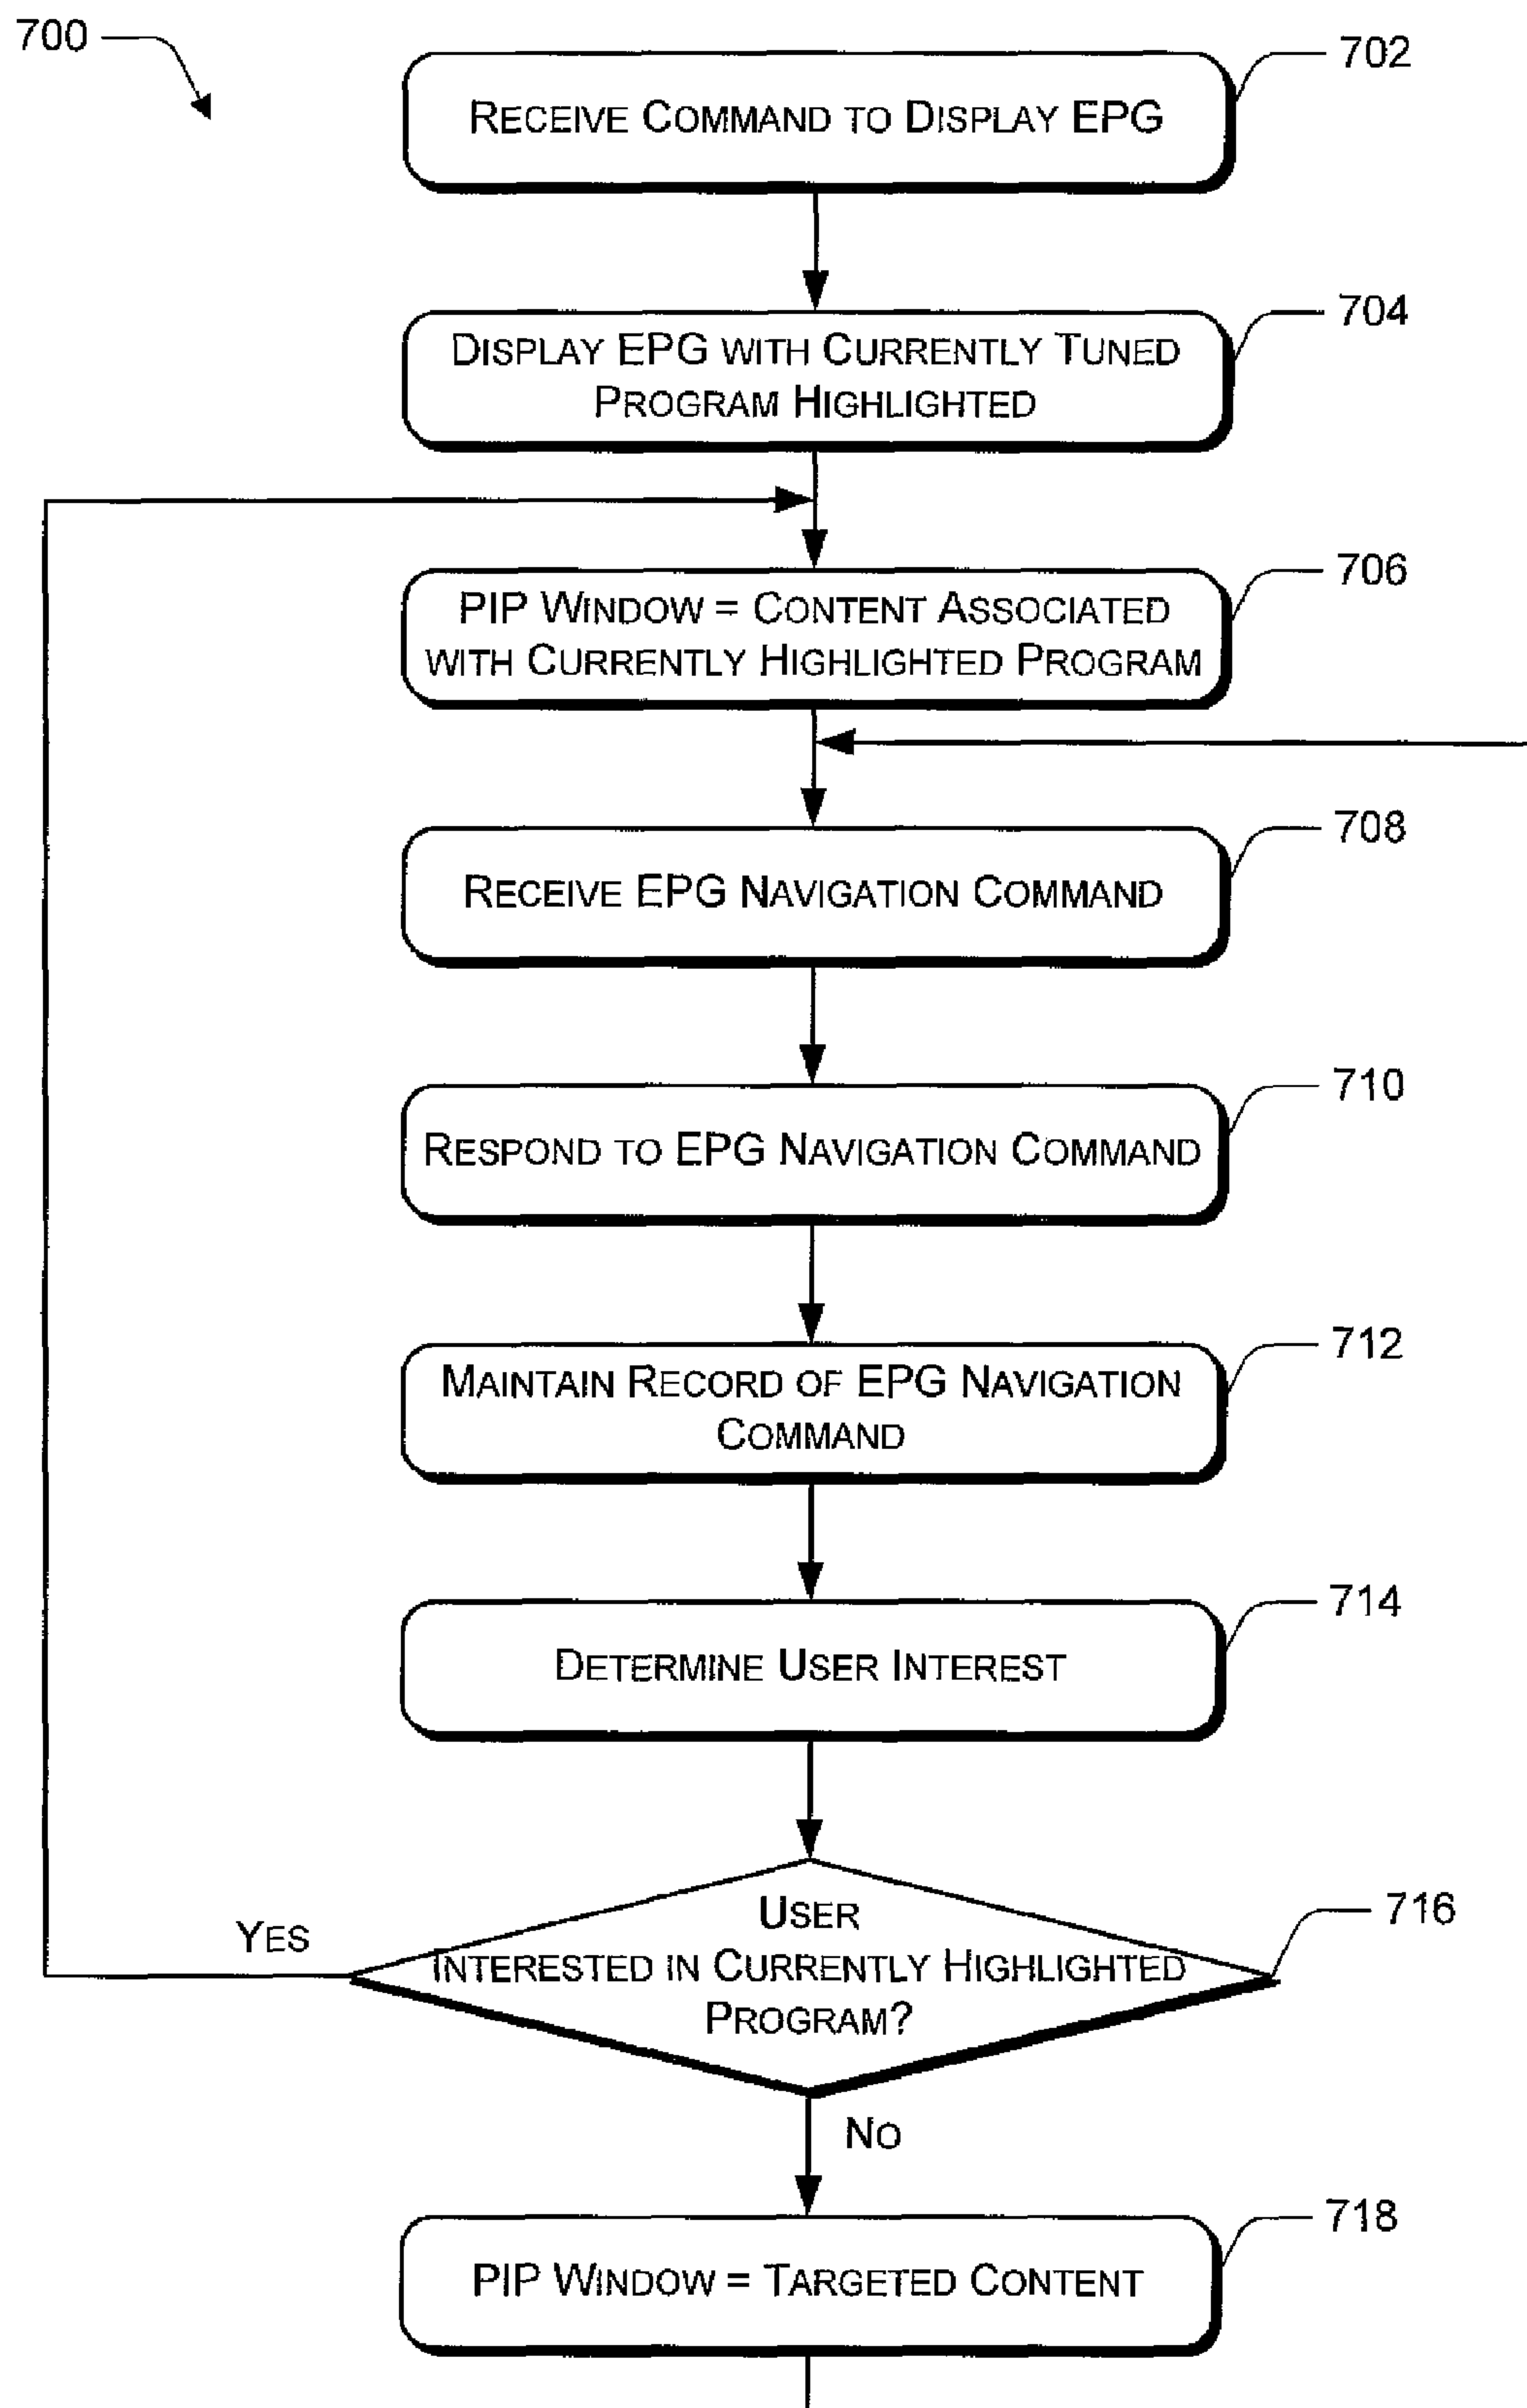 700
702
RECEIVE COMMAND TO DISPLAY EPG
704
DISPLAY EPG WITH CURRENTLY TUNED
PROGRAM HIGHLIGHTED
706
PIP WINDOW = CONTENT ASSOCIATED
WITH CURRENTLY HIGHLIGHTED PROGRAM
708
RECEIVE EPG NAVIGATION COMMAND
710
RESPOND TO EPG NAVIGATION COMMAND
712
MAINTAIN RECORD OF EPG NAVIGATION
COMMAND
714
DETERMINE USER INTEREST
716
YES
USER
INTERESTED IN CURRENTLY HIGHLIGHTED
PROGRAM?
NO
718
PIP WINDOW = TARGETED CONTENT